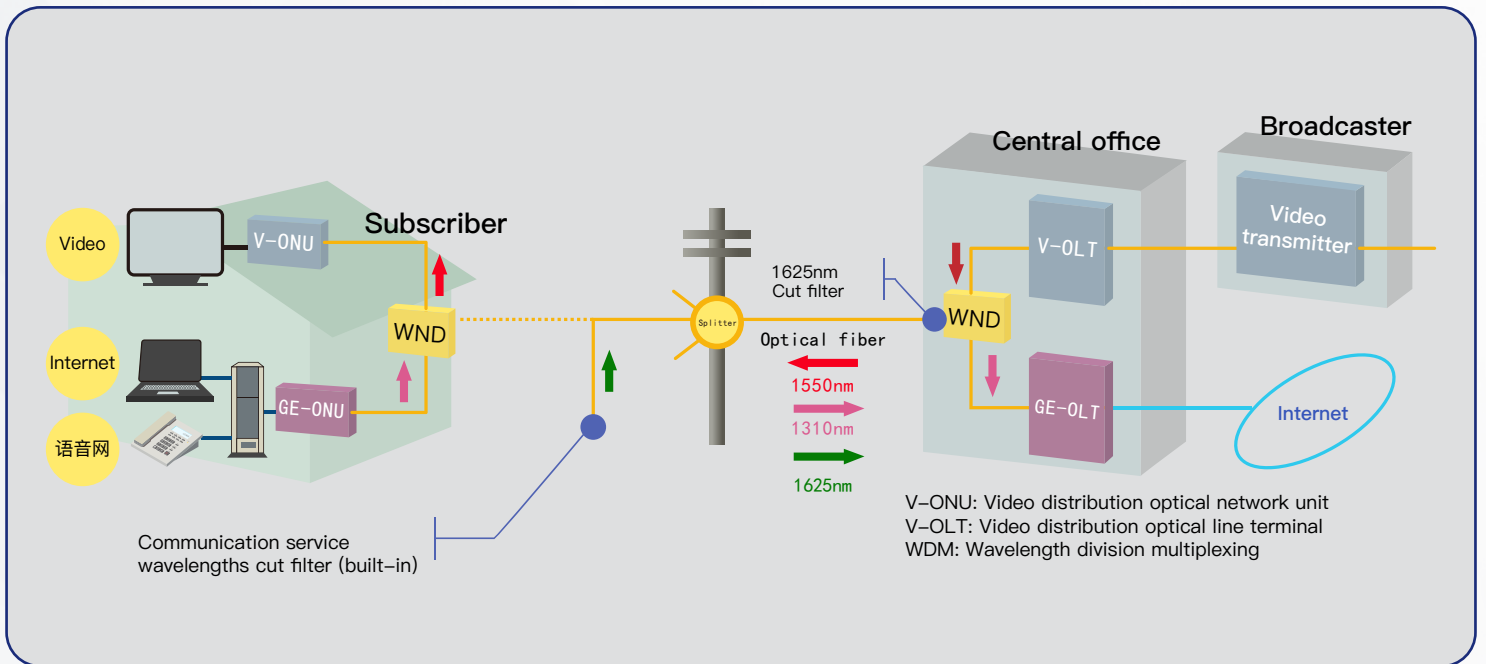 Broadcaster
Central office
Subscriber
Video
V-ONU
WND
Internet
GE-ONU
语音网
Splitter
1625nm
Cut filter
Optical fiber
1550nm
1310nm
1625nm
WND
V-OLT
GE-OLT
Video
transmitter
Internet
Communication service
wavelengths cut filter (built-in)
V-ONU: Video distribution optical network unit
V-OLT: Video distribution optical line terminal
WDM: Wavelength division multiplexing